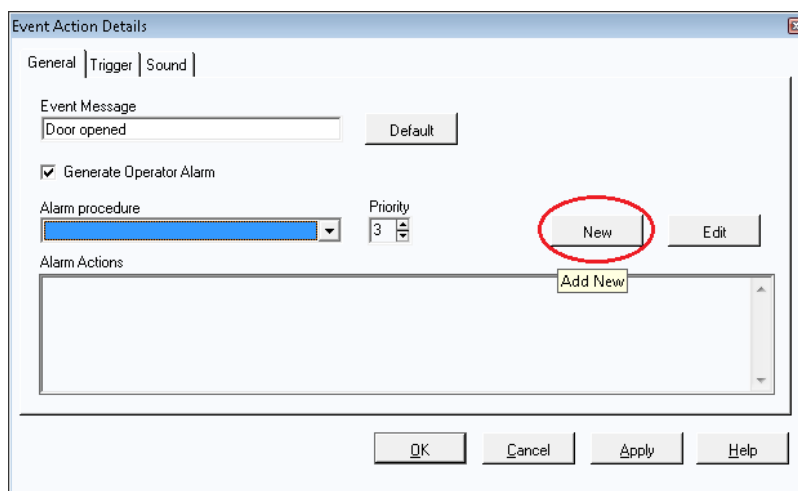 Event Action Details
General Trigger Sound
Event Message
Door opened
Default
Generate Operator Alarm
Alarm procedure
Priority
3
New
Edit
Add New
Alarm Actions
OK
Cancel
Apply
Help